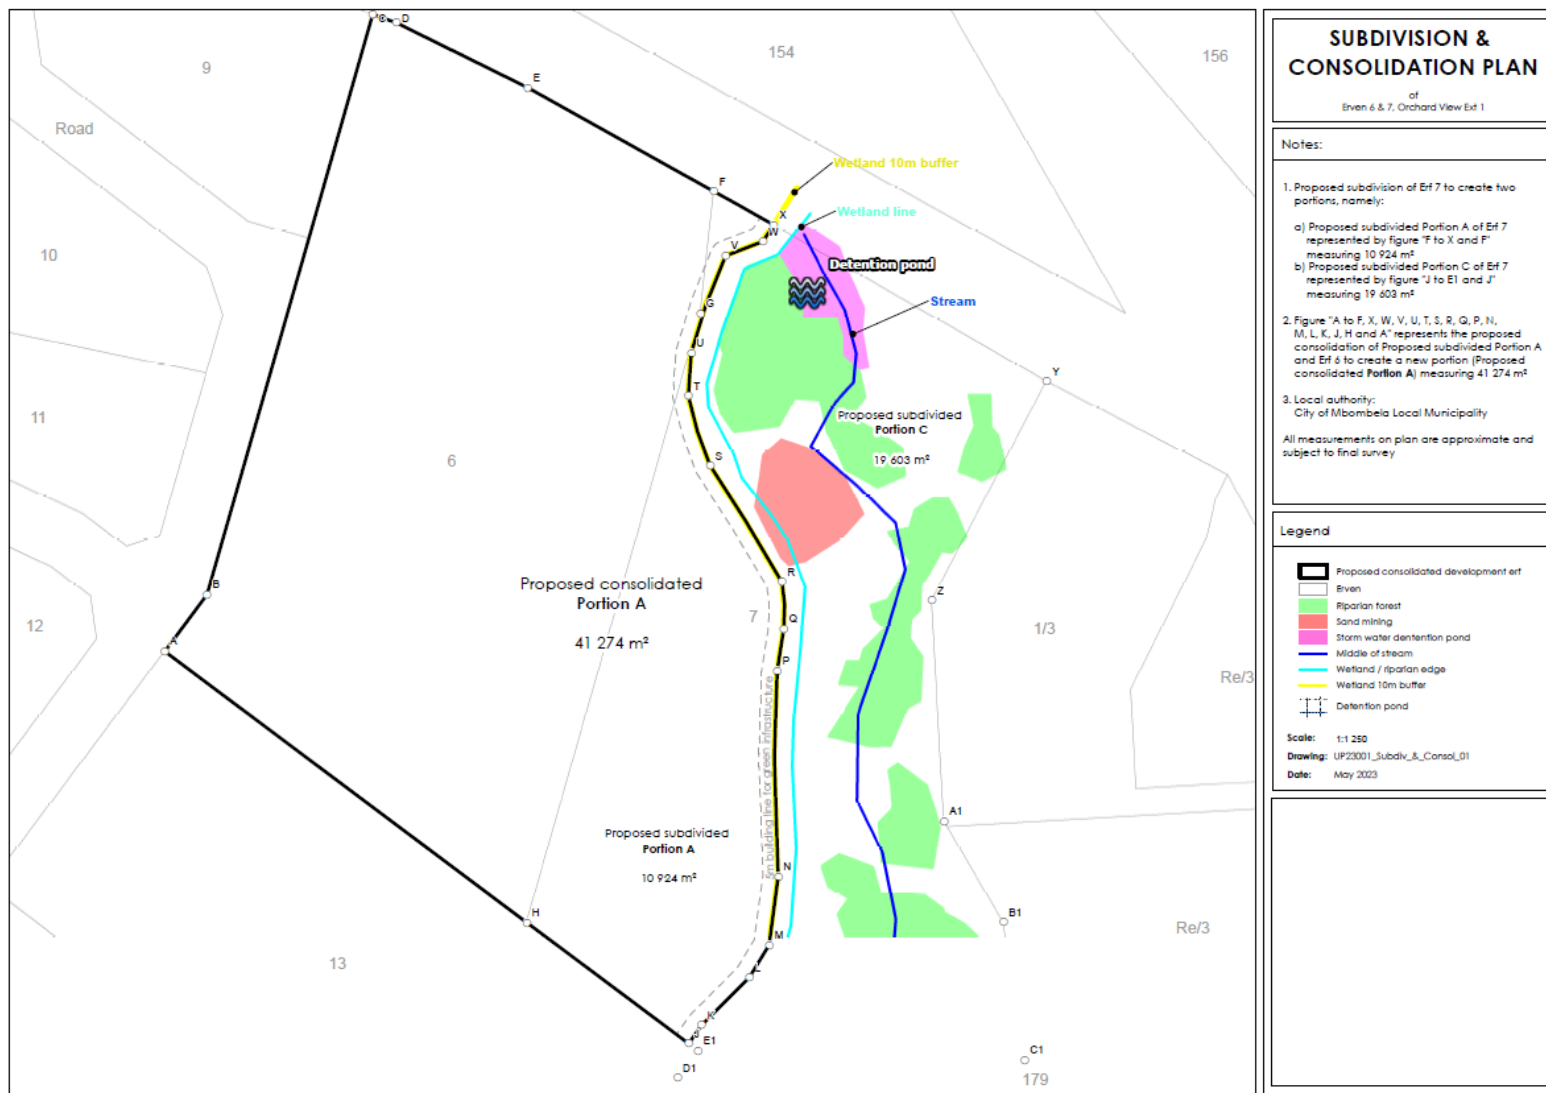 SUBDIVISION &
CONSOLIDATION PLAN
of
Erven 6 & 7, Orchard View Ext 1
Notes:
1. Proposed subdivision of Erf 7 to create two
portions, namely:
a) Proposed subdivided Portion A of Erf 7
represented by figure "F to X and F"
measuring 10 924 m²
b) Proposed subdivided Portion C of Erf 7
represented by figure "J to E1 and J"
measuring 19 603 m²
2. Figure "A to F, X, W, V, U, T, S, R, Q, P, N,
M, L, K, J, H and A" represents the proposed
consolidation of Proposed subdivided Portion A
and Erf 6 to create a new portion (Proposed
consolidated Portion A) measuring 41 274 m²
3. Local authority:
City of Mbombela Local Municipality
All measurements on plan are approximate and
subject to final survey
Legend
Proposed consolidated development erf
Erven
Riparian forest
Sand mining
Storm water dentention pond
Middle of stream
Wetland / riparian edge
Wetland 10m buffer
Detention pond
Scale: 1:1 250
Drawing: UP23001_Subdiv_&_Consol_01
Date: May 2023
C
D
9
154
156
E
Road
Wetland 10m buffer
F
X
Wetland line
W
V
10
Detention pond
G
Stream
U
Y
T
11
Proposed subdivided
Portion C
19 603 m²
6
S
Proposed consolidated
Portion A
41 274 m²
R
B
Z
7
Q
12
1/3
A
P
Re/3
5m building line for green infrastructure
A1
Proposed subdivided
Portion A
10 924 m²
N
H
B1
Re/3
M
13
L
K
J
E1
C1
D1
179